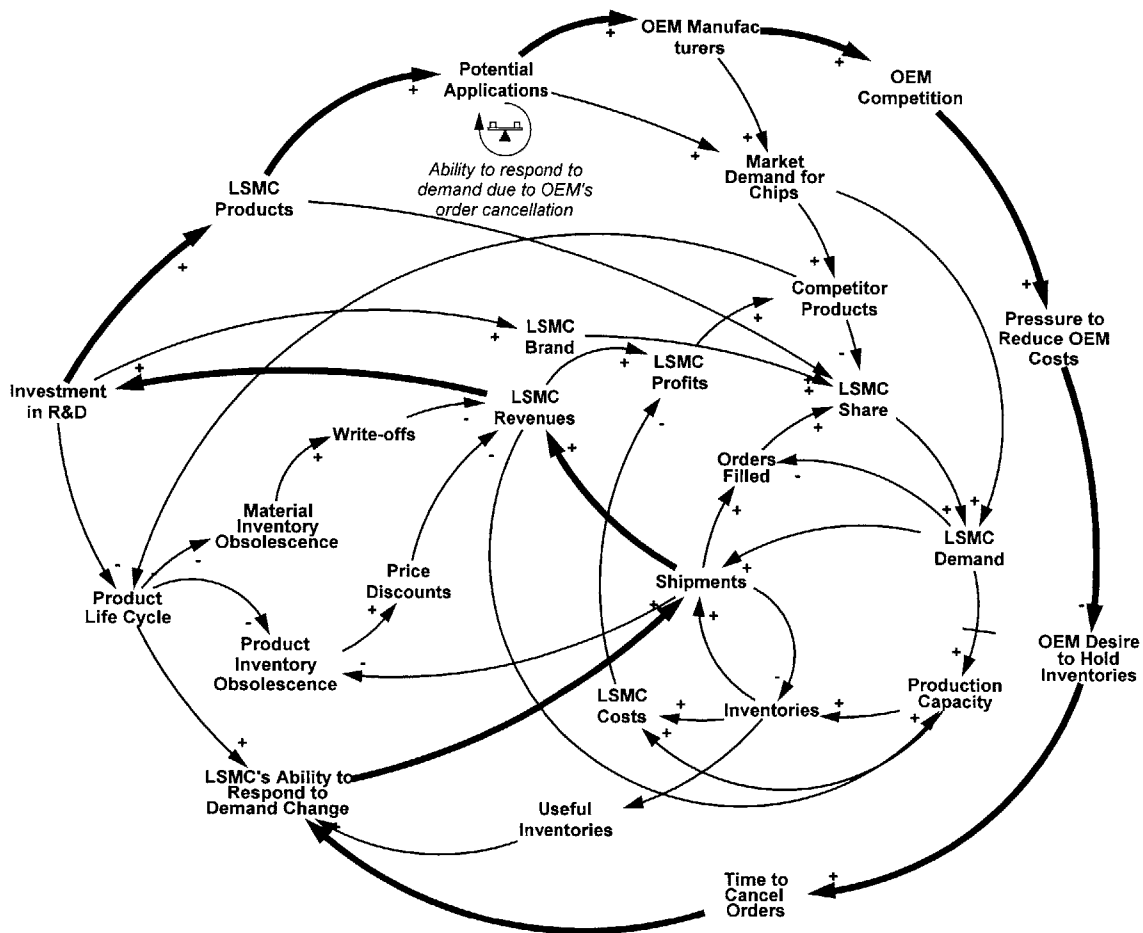 OEM Manufac
turers
Potential
Applications
OEM
Competition
Ability to respond to
demand due to OEM's
order cancellation
Market
Demand for
Chips
LSMC
Products
Competitor
Products
Pressure to
Reduce OEM
Costs
LSMC
Brand
LSMC
Profits
Investment
in R&D
LSMC
Revenues
LSMC
Share
Write-offs
Orders
Filled
Material
Inventory
Obsolescence
LSMC
Demand
Price
Discounts
Shipments
Product
Life Cycle
Product
Inventory
Obsolescence
OEM Desire
to Hold
Inventories
LSMC
Costs
Inventories
Production
Capacity
LSMC's Ability to
Respond to
Demand Change
Useful
Inventories
Time to
Cancel
Orders